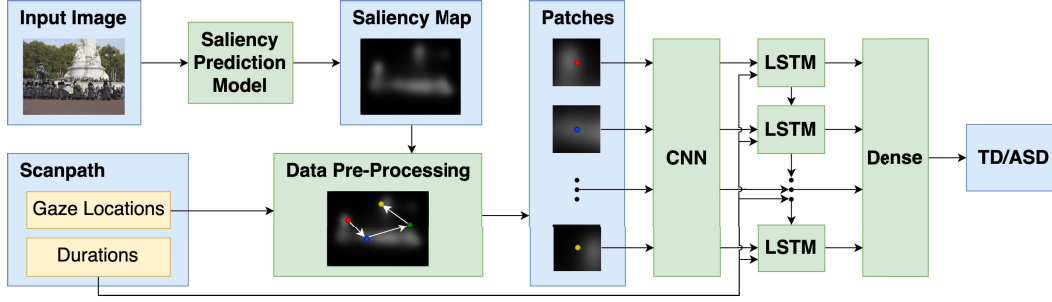 Input Image
Saliency
Prediction
Model
Saliency Map
Patches
Scanpath
Gaze Locations
Durations
Data Pre-Processing
CNN
LSTM
LSTM
LSTM
Dense
TD/ASD